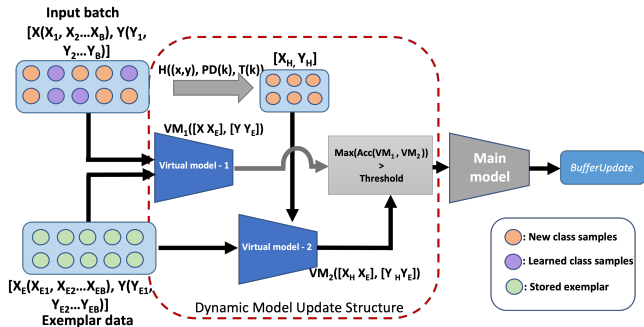 Input batch
[X(X1, X2...XB), Y(Y1,
Y2...YB)]
H((x,y), PD(k), T(k))
[XH, YH]
VM1([X XE], [Y YE])
Virtual model - 1
Max(Acc(VM1, VM2))
>
Threshold
Main
model
BufferUpdate
Virtual model - 2
VM2([XH XE], [Y HYE])
[XE(XE1, XE2...XEB), Y(YE1,
YE2...YEB)]
Exemplar data
Dynamic Model Update Structure
: New class samples
: Learned class samples
: Stored exemplar